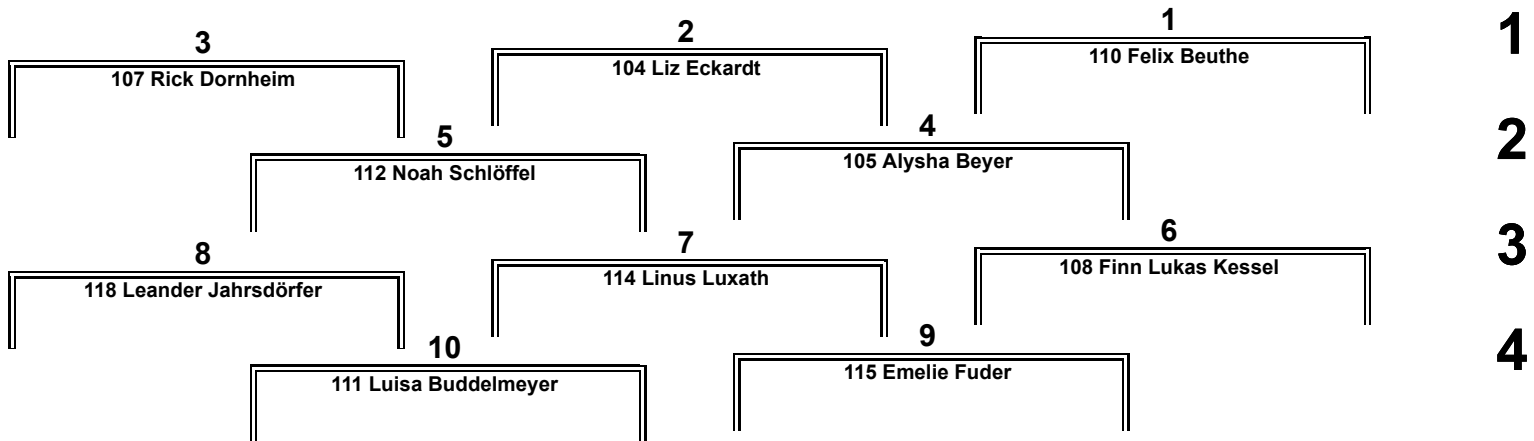 3 2 1 1
107 Rick Dornheim 104 Liz Eckardt 110 Felix Beuthe
5 4 2
112 Noah Schlöffel 105 Alysha Beyer
8 7 6 3
118 Leander Jahrsdörfer 114 Linus Luxath 108 Finn Lukas Kessel
10 9 4
111 Luisa Buddelmeyer 115 Emelie Fuder